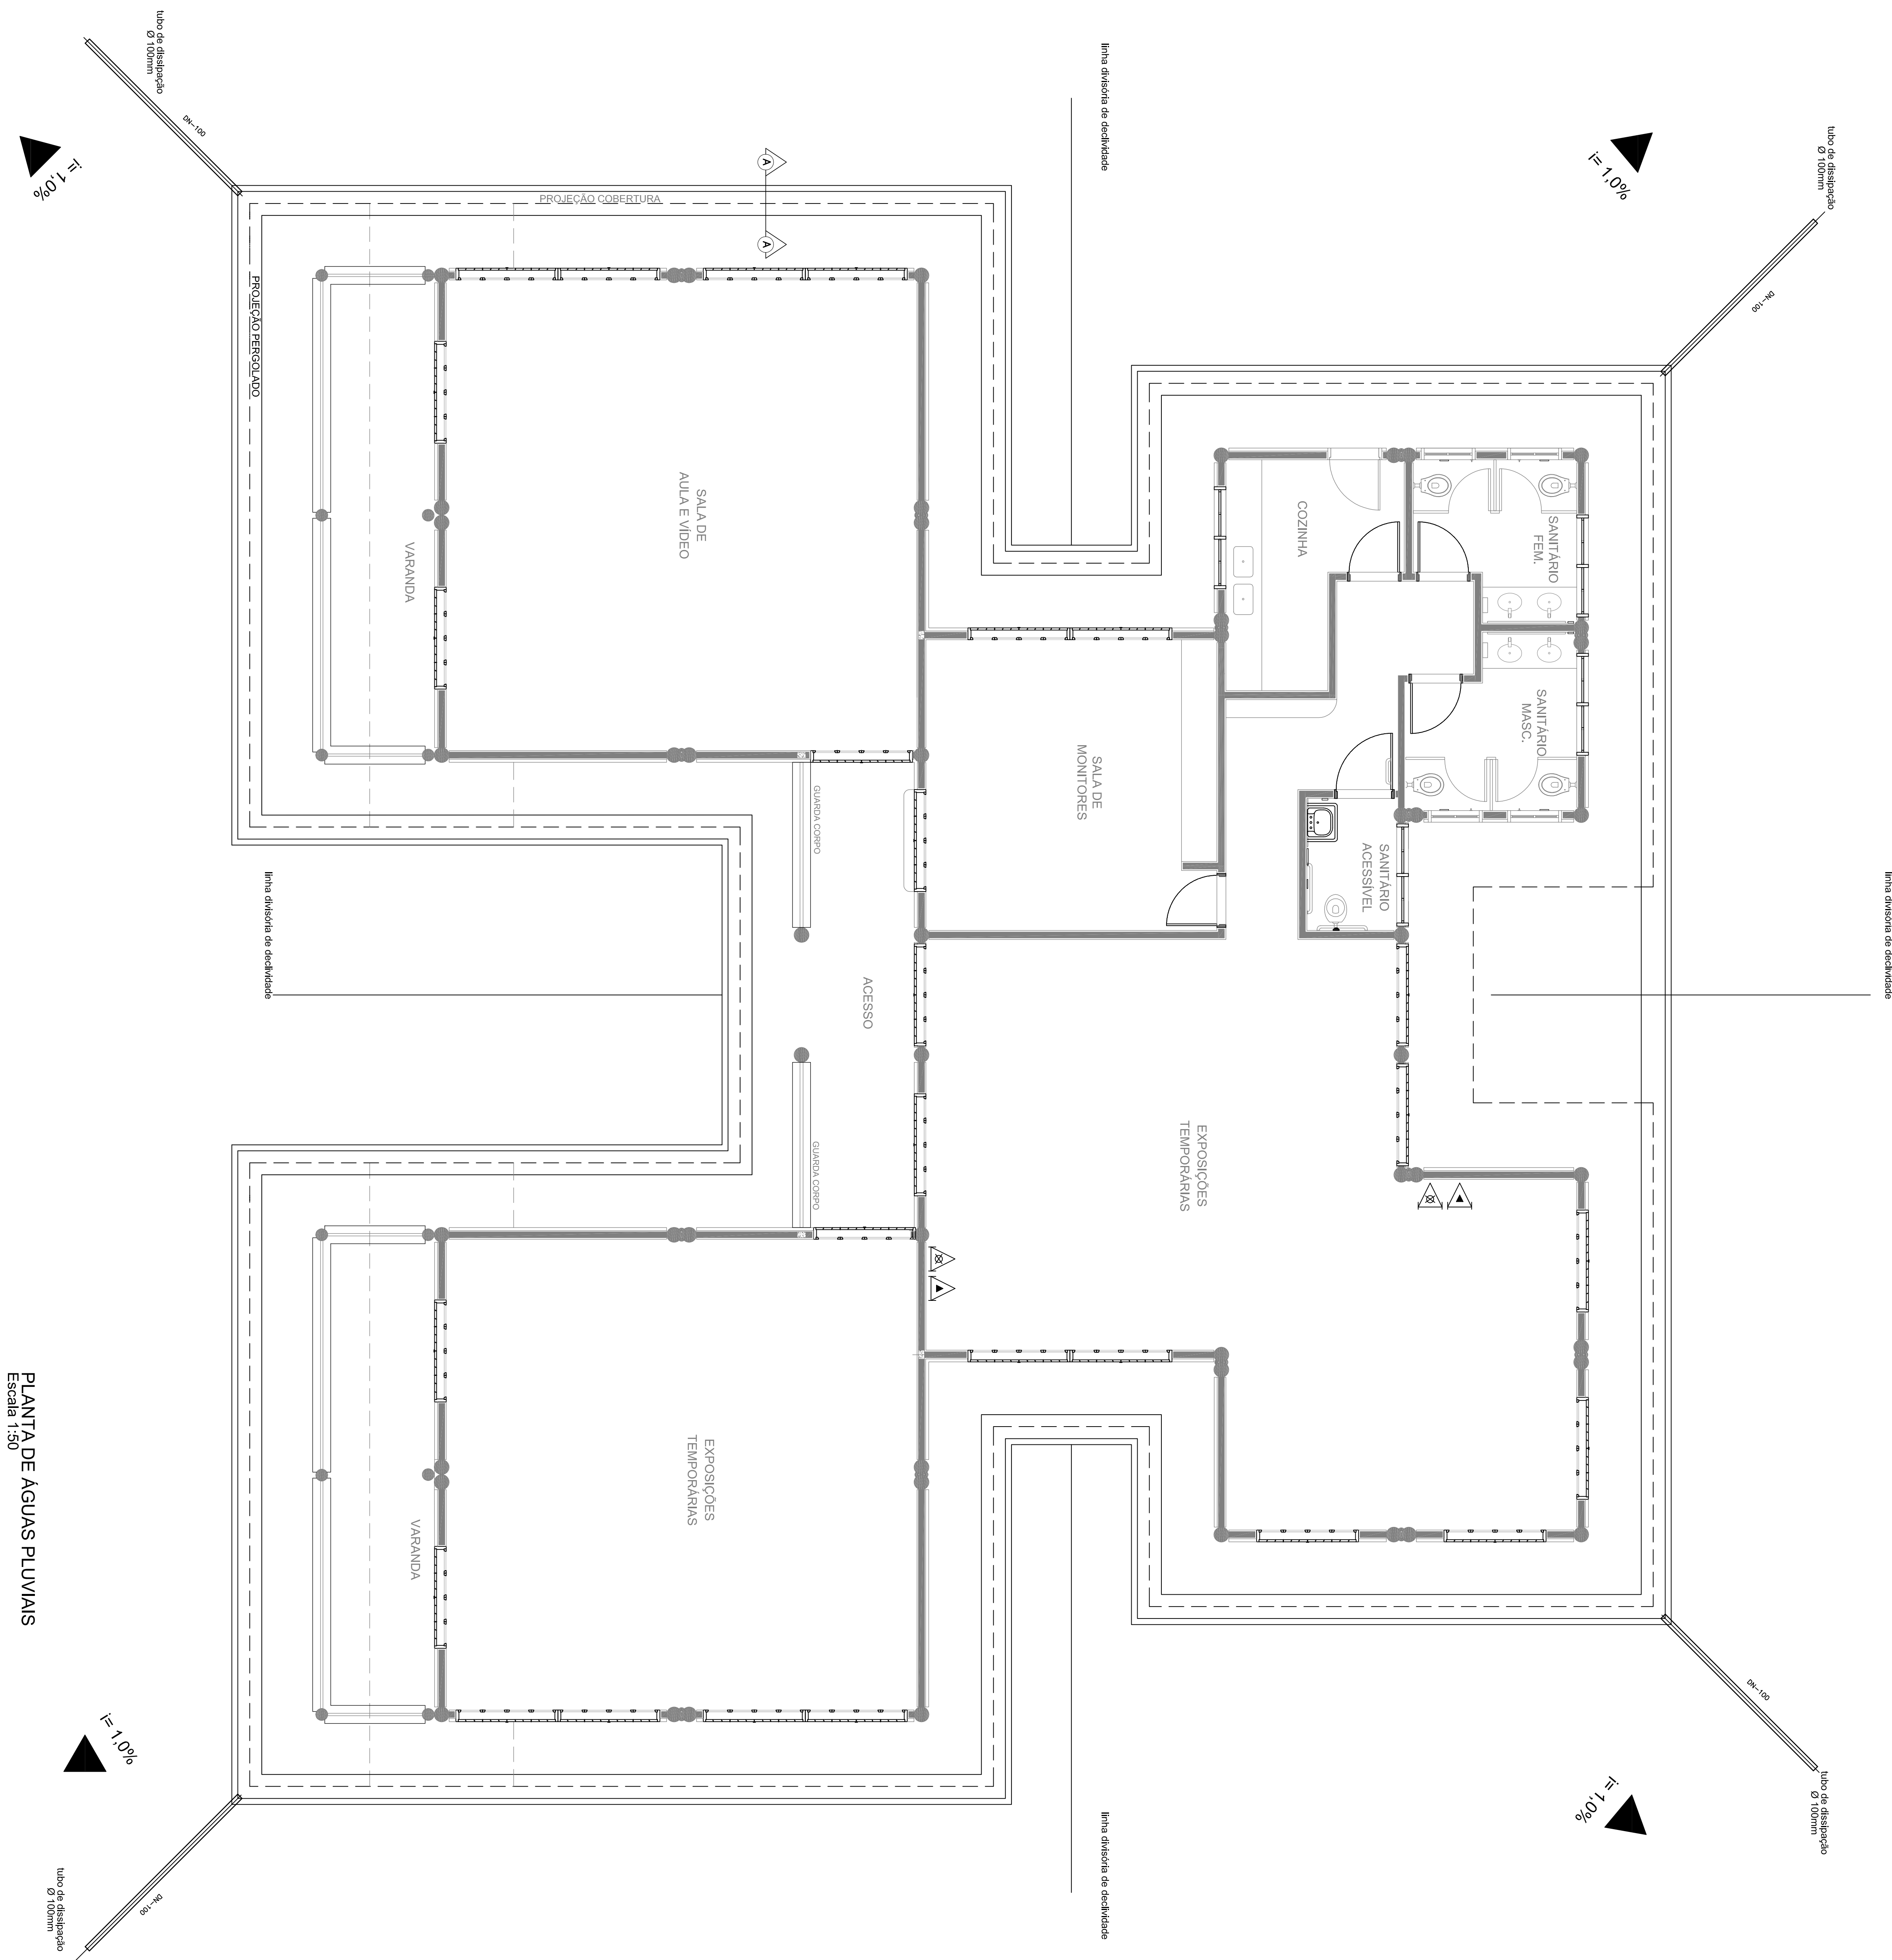 tubo de dissipação
Ø 100mm
DN-100
i= 1,0%
linha divisória de declividade
tubo de dissipação
Ø 100mm
DN-100
i= 1,0%
A
A
PROJEÇÃO COBERTURA
PROJEÇÃO PERGOLADO
SALA DE
AULA E VÍDEO
VARANDA
COZINHA
SANITÁRIO
FEM.
SANITÁRIO
MASC.
SALA DE
MONITORES
SANITÁRIO
ACESSÍVEL
GUARDA CORPO
linha divisória de declividade
linha divisória de declividade
ACESSO
GUARDA CORPO
EXPOSIÇÕES
TEMPORÁRIAS
EXPOSIÇÕES
TEMPORÁRIAS
VARANDA
linha divisória de declividade
DN-100
tubo de dissipação
Ø 100mm
i= 1,0%
i= 1,0%
DN-100
tubo de dissipação
Ø 100mm
PLANTA DE ÁGUAS PLUVIAIS
Escala 1:50